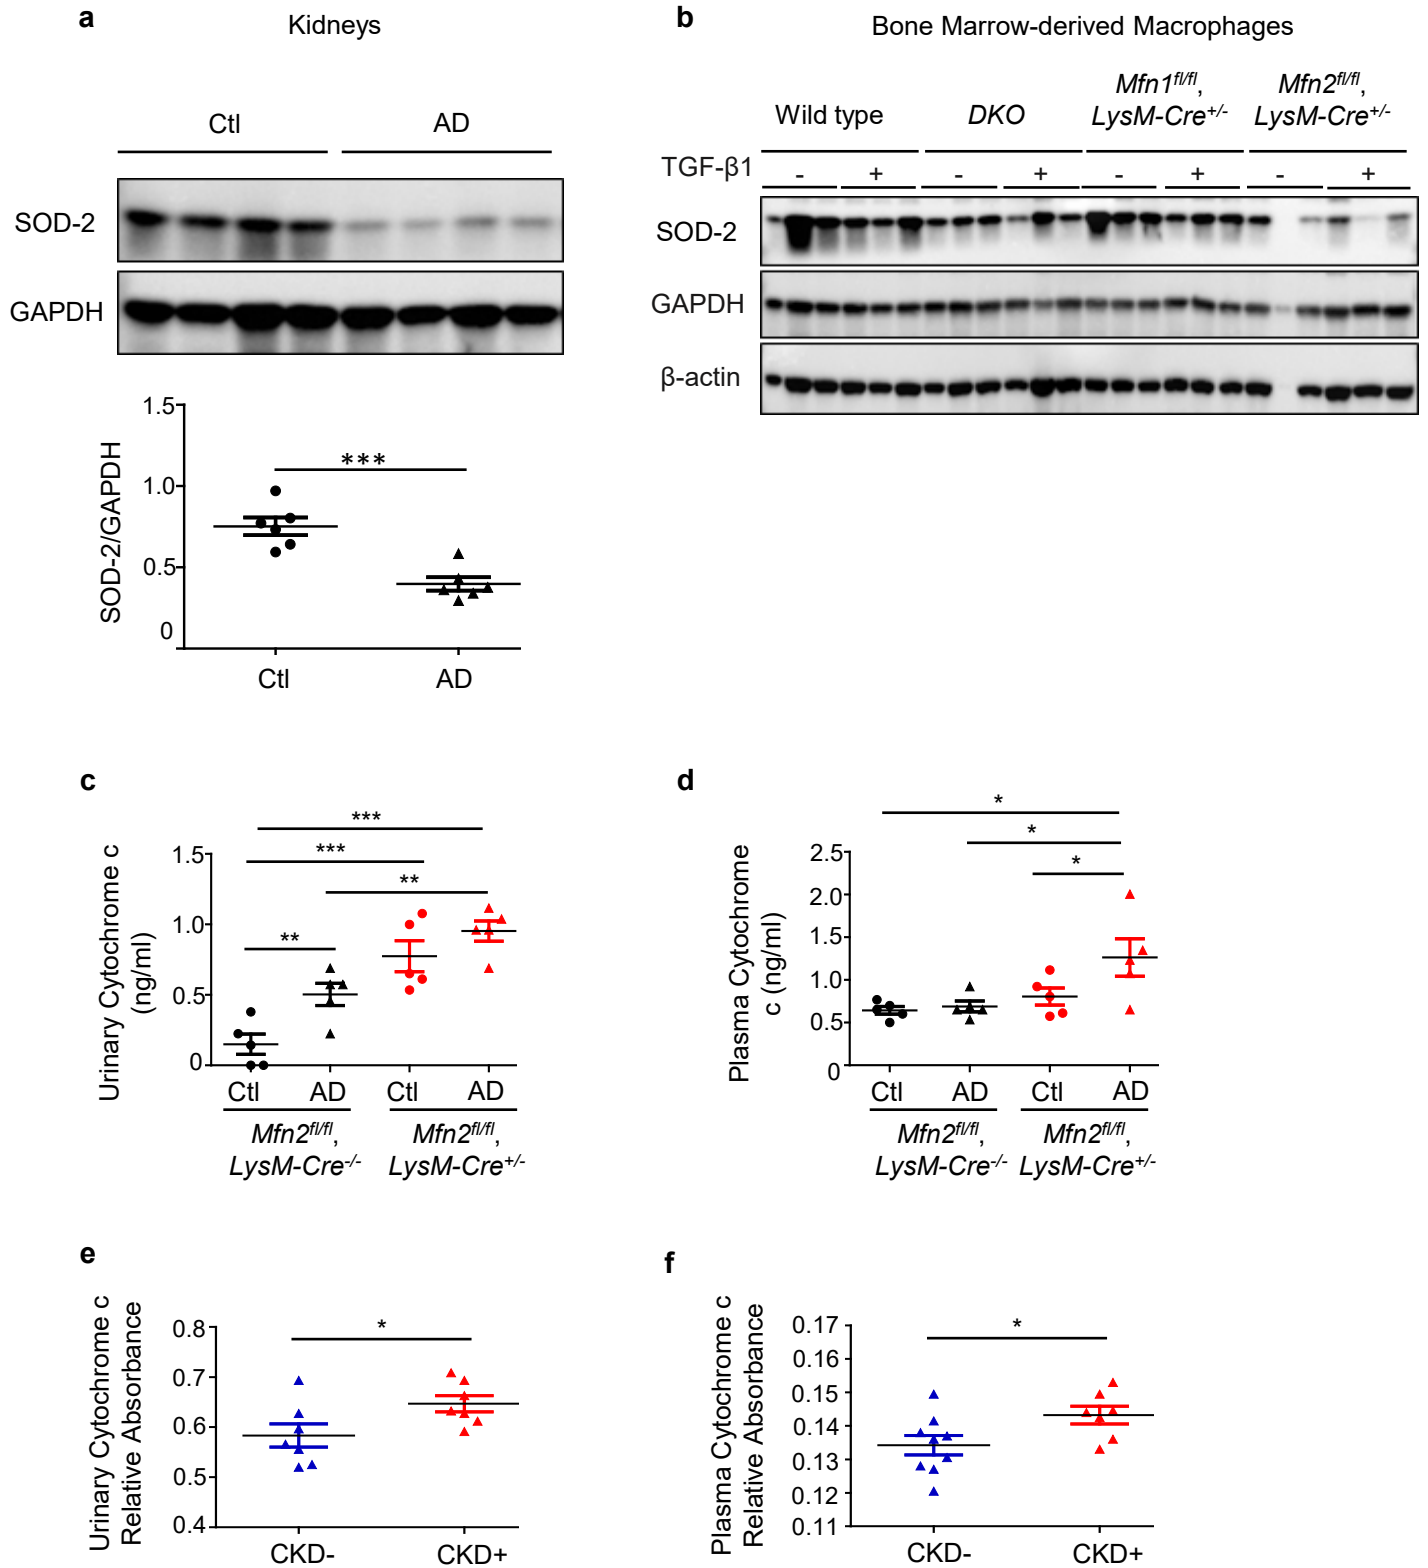 a
Kidneys
Ctl
AD
SOD-2
GAPDH
1.5
***
1.0
0.5
0
SOD-2/GAPDH
Ctl
AD
b
Bone Marrow-derived Macrophages
Wild type
DKO
Mfn1fl/fl,
LysM-Cre+/-
Mfn2fl/fl,
LysM-Cre+/-
TGF-β1
- + - + - + - +
SOD-2
GAPDH
β-actin
c
***
***
**
**
1.5
1.0
0.5
0
Urinary Cytochrome c
(ng/ml)
Ctl
AD
Ctl
AD
Mfn2fl/fl,
LysM-Cre-/-
Mfn2fl/fl,
LysM-Cre+/-
d
*
*
*
2.5
2.0
1.5
1.0
0.5
0
Plasma Cytochrome
c (ng/ml)
Ctl
AD
Ctl
AD
Mfn2fl/fl,
LysM-Cre-/-
Mfn2fl/fl,
LysM-Cre+/-
e
*
0.8
0.7
0.6
0.5
0.4
Urinary Cytochrome c
Relative Absorbance
CKD-
CKD+
f
*
0.17
0.16
0.15
0.14
0.13
0.12
0.11
Plasma Cytochrome c
Relative Absorbance
CKD-
CKD+